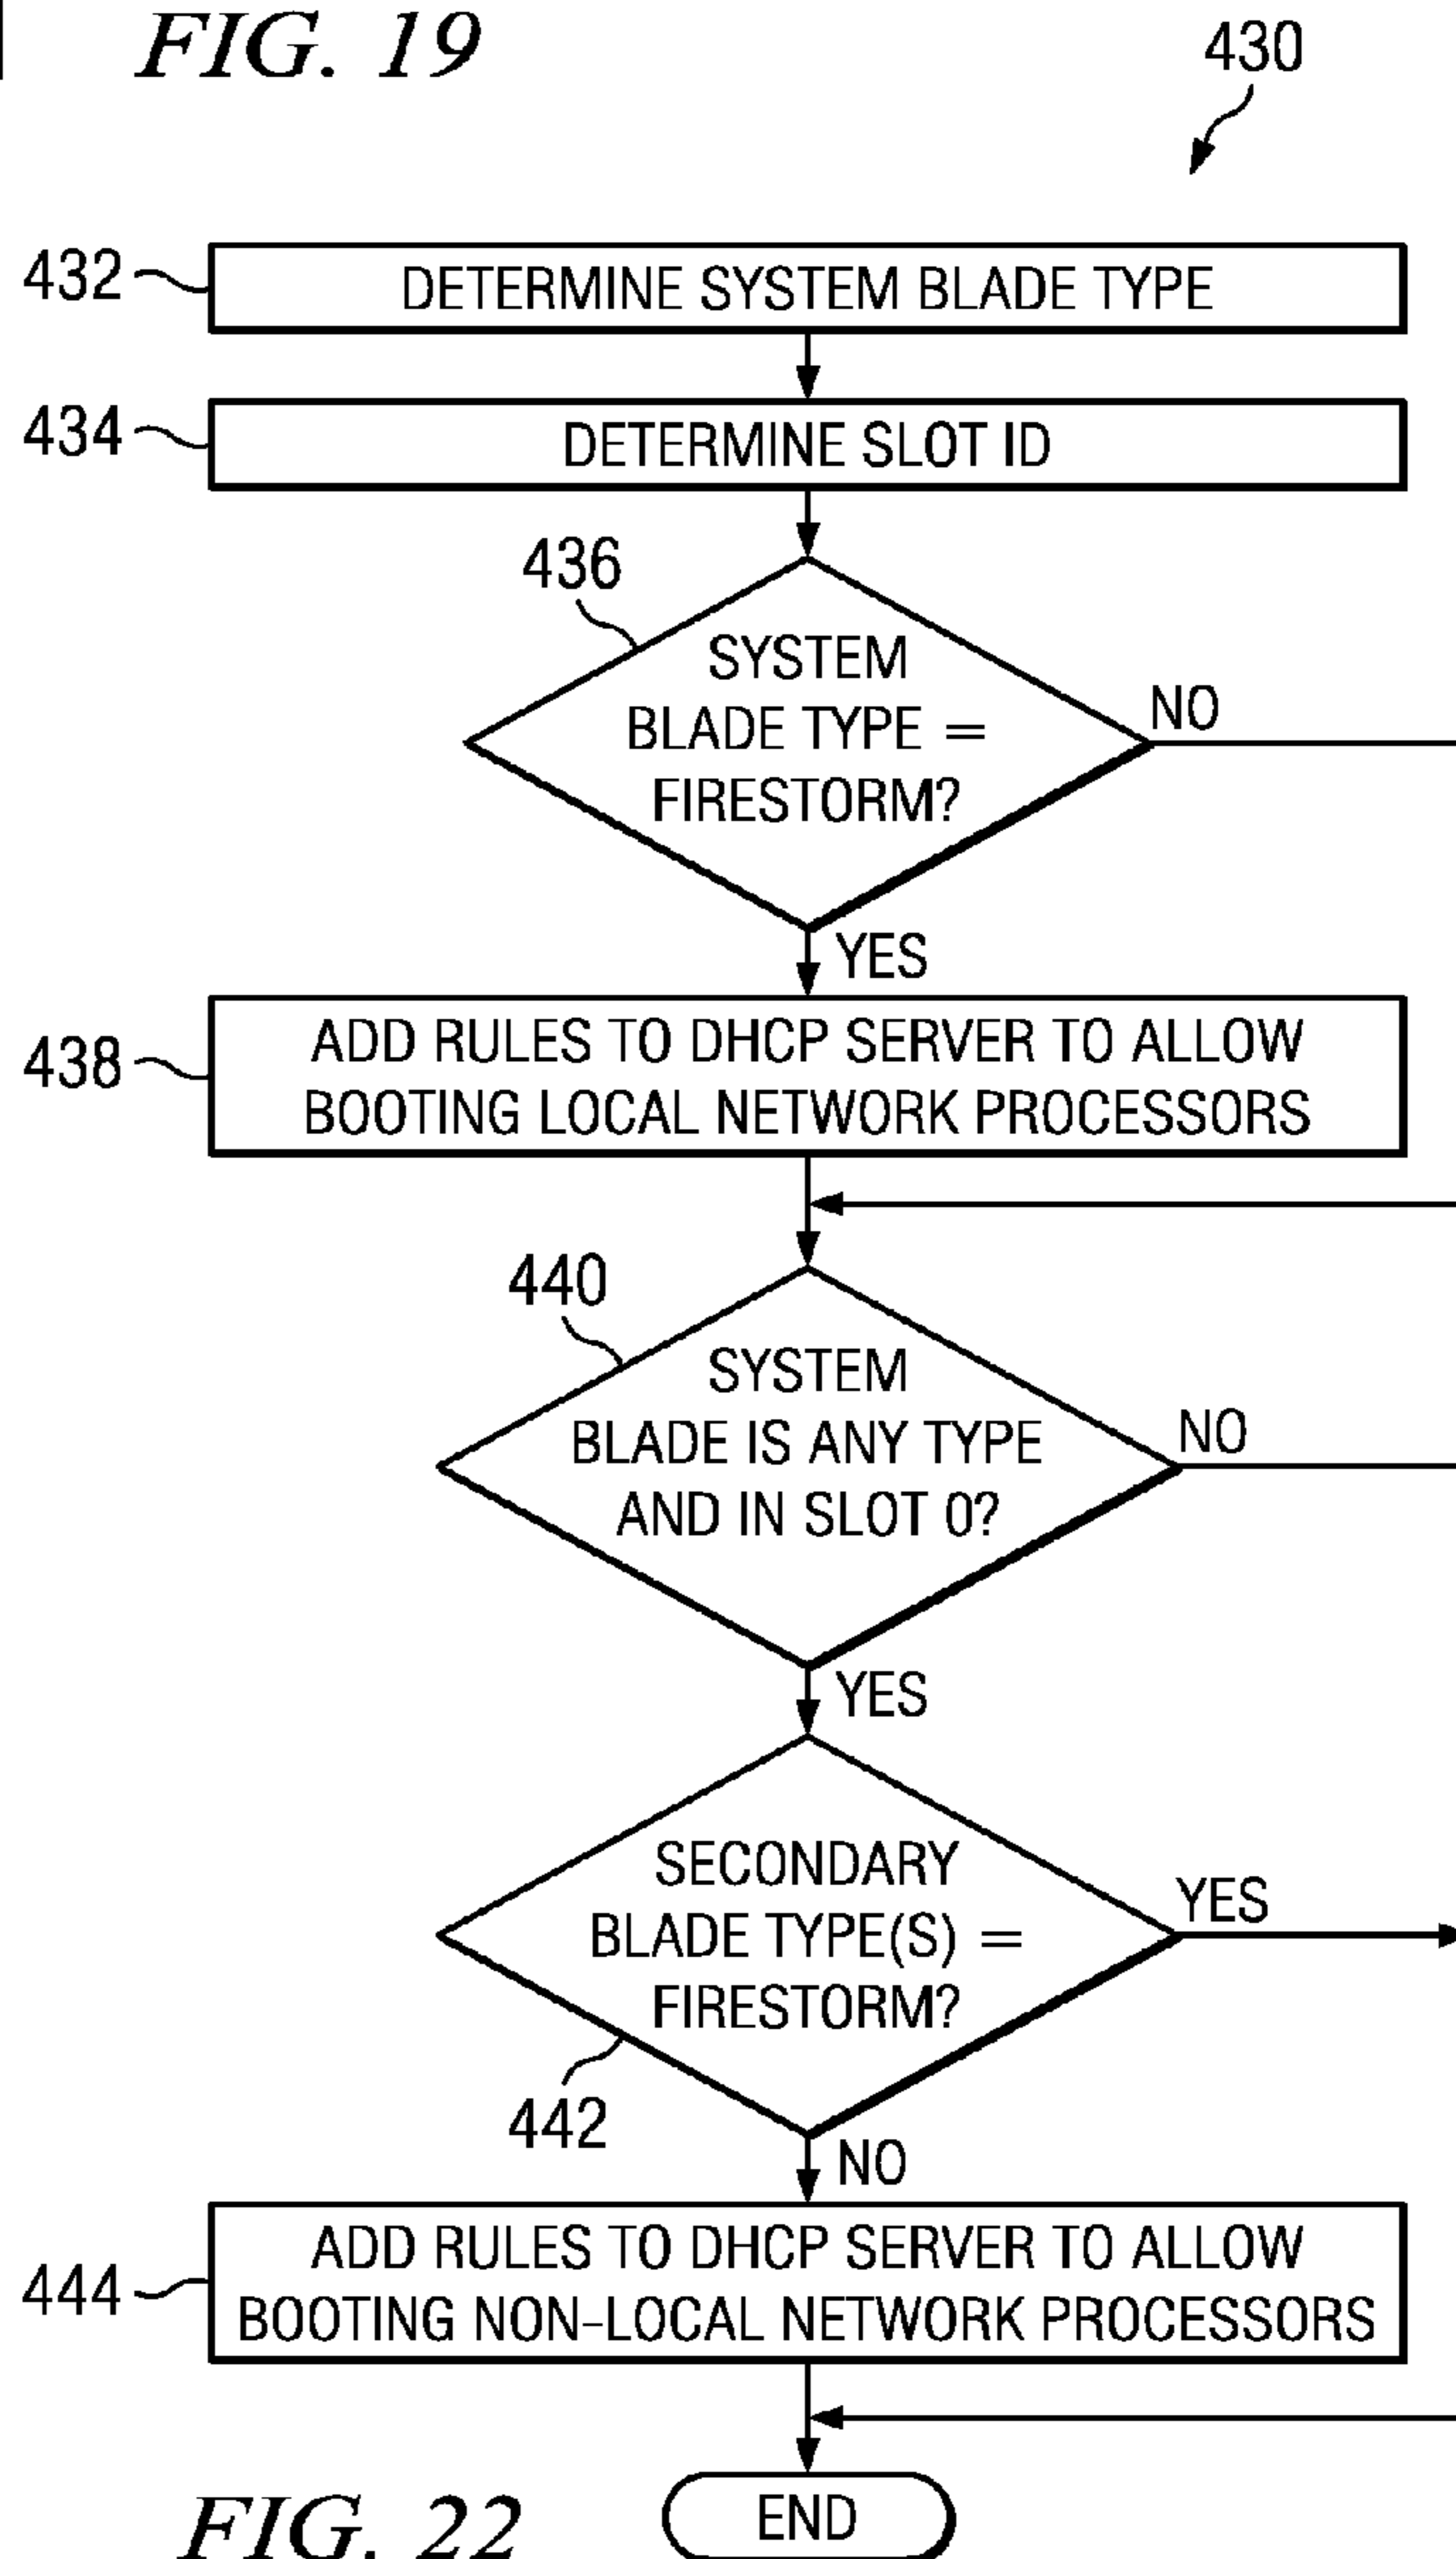 FIG. 19
430
432
DETERMINE SYSTEM BLADE TYPE
434
DETERMINE SLOT ID
436
SYSTEM
BLADE TYPE =
FIRESTORM?
NO
YES
438
ADD RULES TO DHCP SERVER TO ALLOW
BOOTING LOCAL NETWORK PROCESSORS
440
SYSTEM
BLADE IS ANY TYPE
AND IN SLOT 0?
NO
YES
SECONDARY
BLADE TYPE(S) =
FIRESTORM?
YES
442
NO
444
ADD RULES TO DHCP SERVER TO ALLOW
BOOTING NON-LOCAL NETWORK PROCESSORS
END
FIG. 22